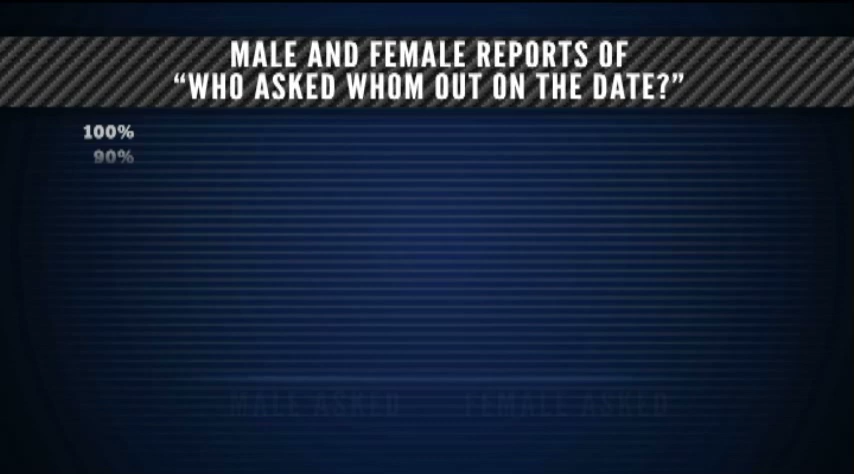 MALE AND FEMALE REPORTS OF
“WHO ASKED WHOM OUT ON THE DATE?”
100%
90%
MALE ASKED FEMALE ASKED